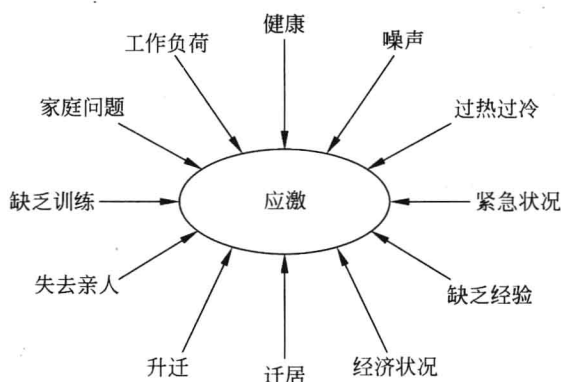 健康
工作负荷
噪声
家庭问题
过热过冷
缺乏训练
应激
紧急状况
失去亲人
缺乏经验
升迁
迁居
经济状况